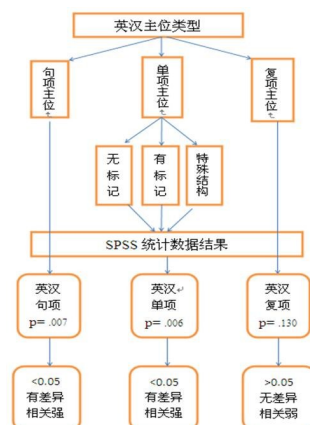 英汉主位类型
句项主位
单项主位
复项主位
无标记
有标记
特殊结构
SPSS 统计数据结果
英汉
句项
p= .007
英汉
单项
p= .006
英汉
复项
p= .130
<0.05
有差异
相关强
<0.05
有差异
相关强
>0.05
无差异
相关弱